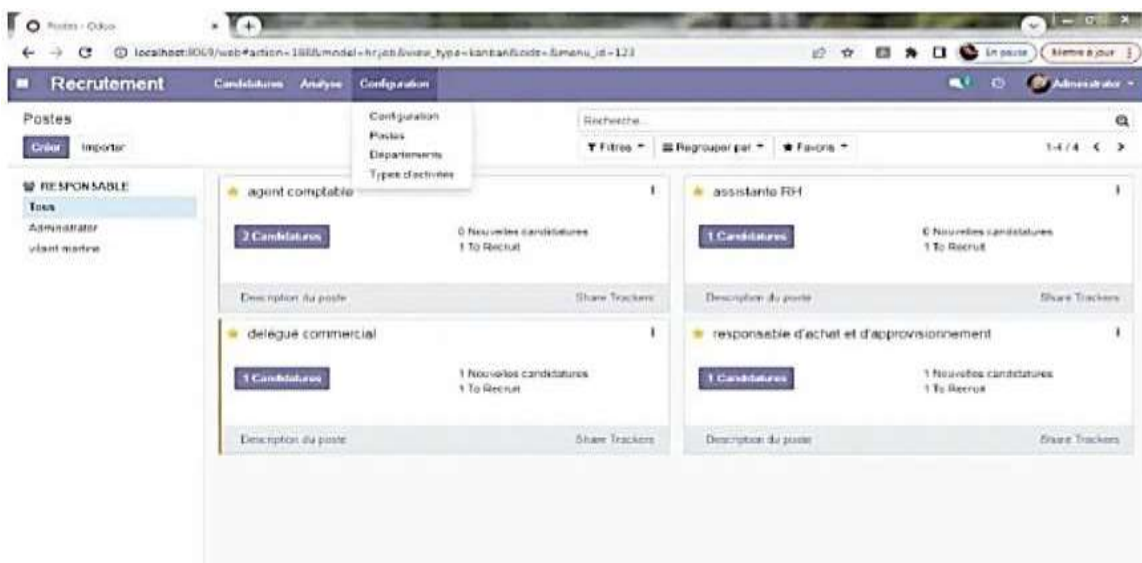 Postes - Odoo
localhost:8069/web#action=188&model=hr.job&view_type=kanban&cids=&menu_id=123
En pause
Mettre à jour
Recrutement Candidatures Analyse Configuration
Administrator
Postes
Créer Importer
Configuration
Postes
Départements
Types d'activités
Recherche...
Filtres Regrouper par Favoris
1-4 / 4
RESPONSABLE
Tous
Administrator
martine
agent comptable
2 Candidatures
0 Nouvelles candidatures
1 To Recruit
Description du poste Share Trackers
assistante RH
1 Candidatures
0 Nouvelles candidatures
1 To Recruit
Description du poste Share Trackers
délégué commercial
1 Candidatures
1 Nouvelles candidatures
1 To Recruit
Description du poste Share Trackers
responsable d'achat et d'approvisionnement
1 Candidatures
1 Nouvelles candidatures
1 To Recruit
Description du poste Share Trackers